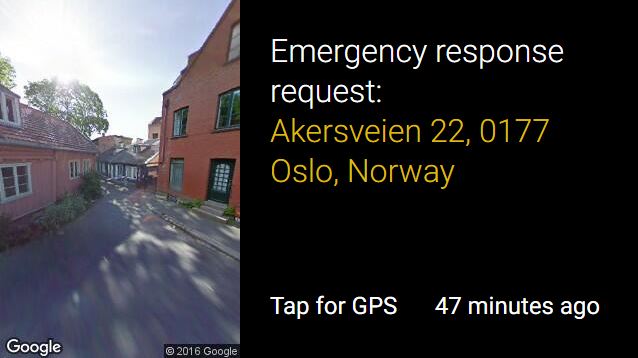 Emergency response
request:
Akersveien 22, 0177
Oslo, Norway
Tap for GPS
47 minutes ago
Google
© 2016 Google